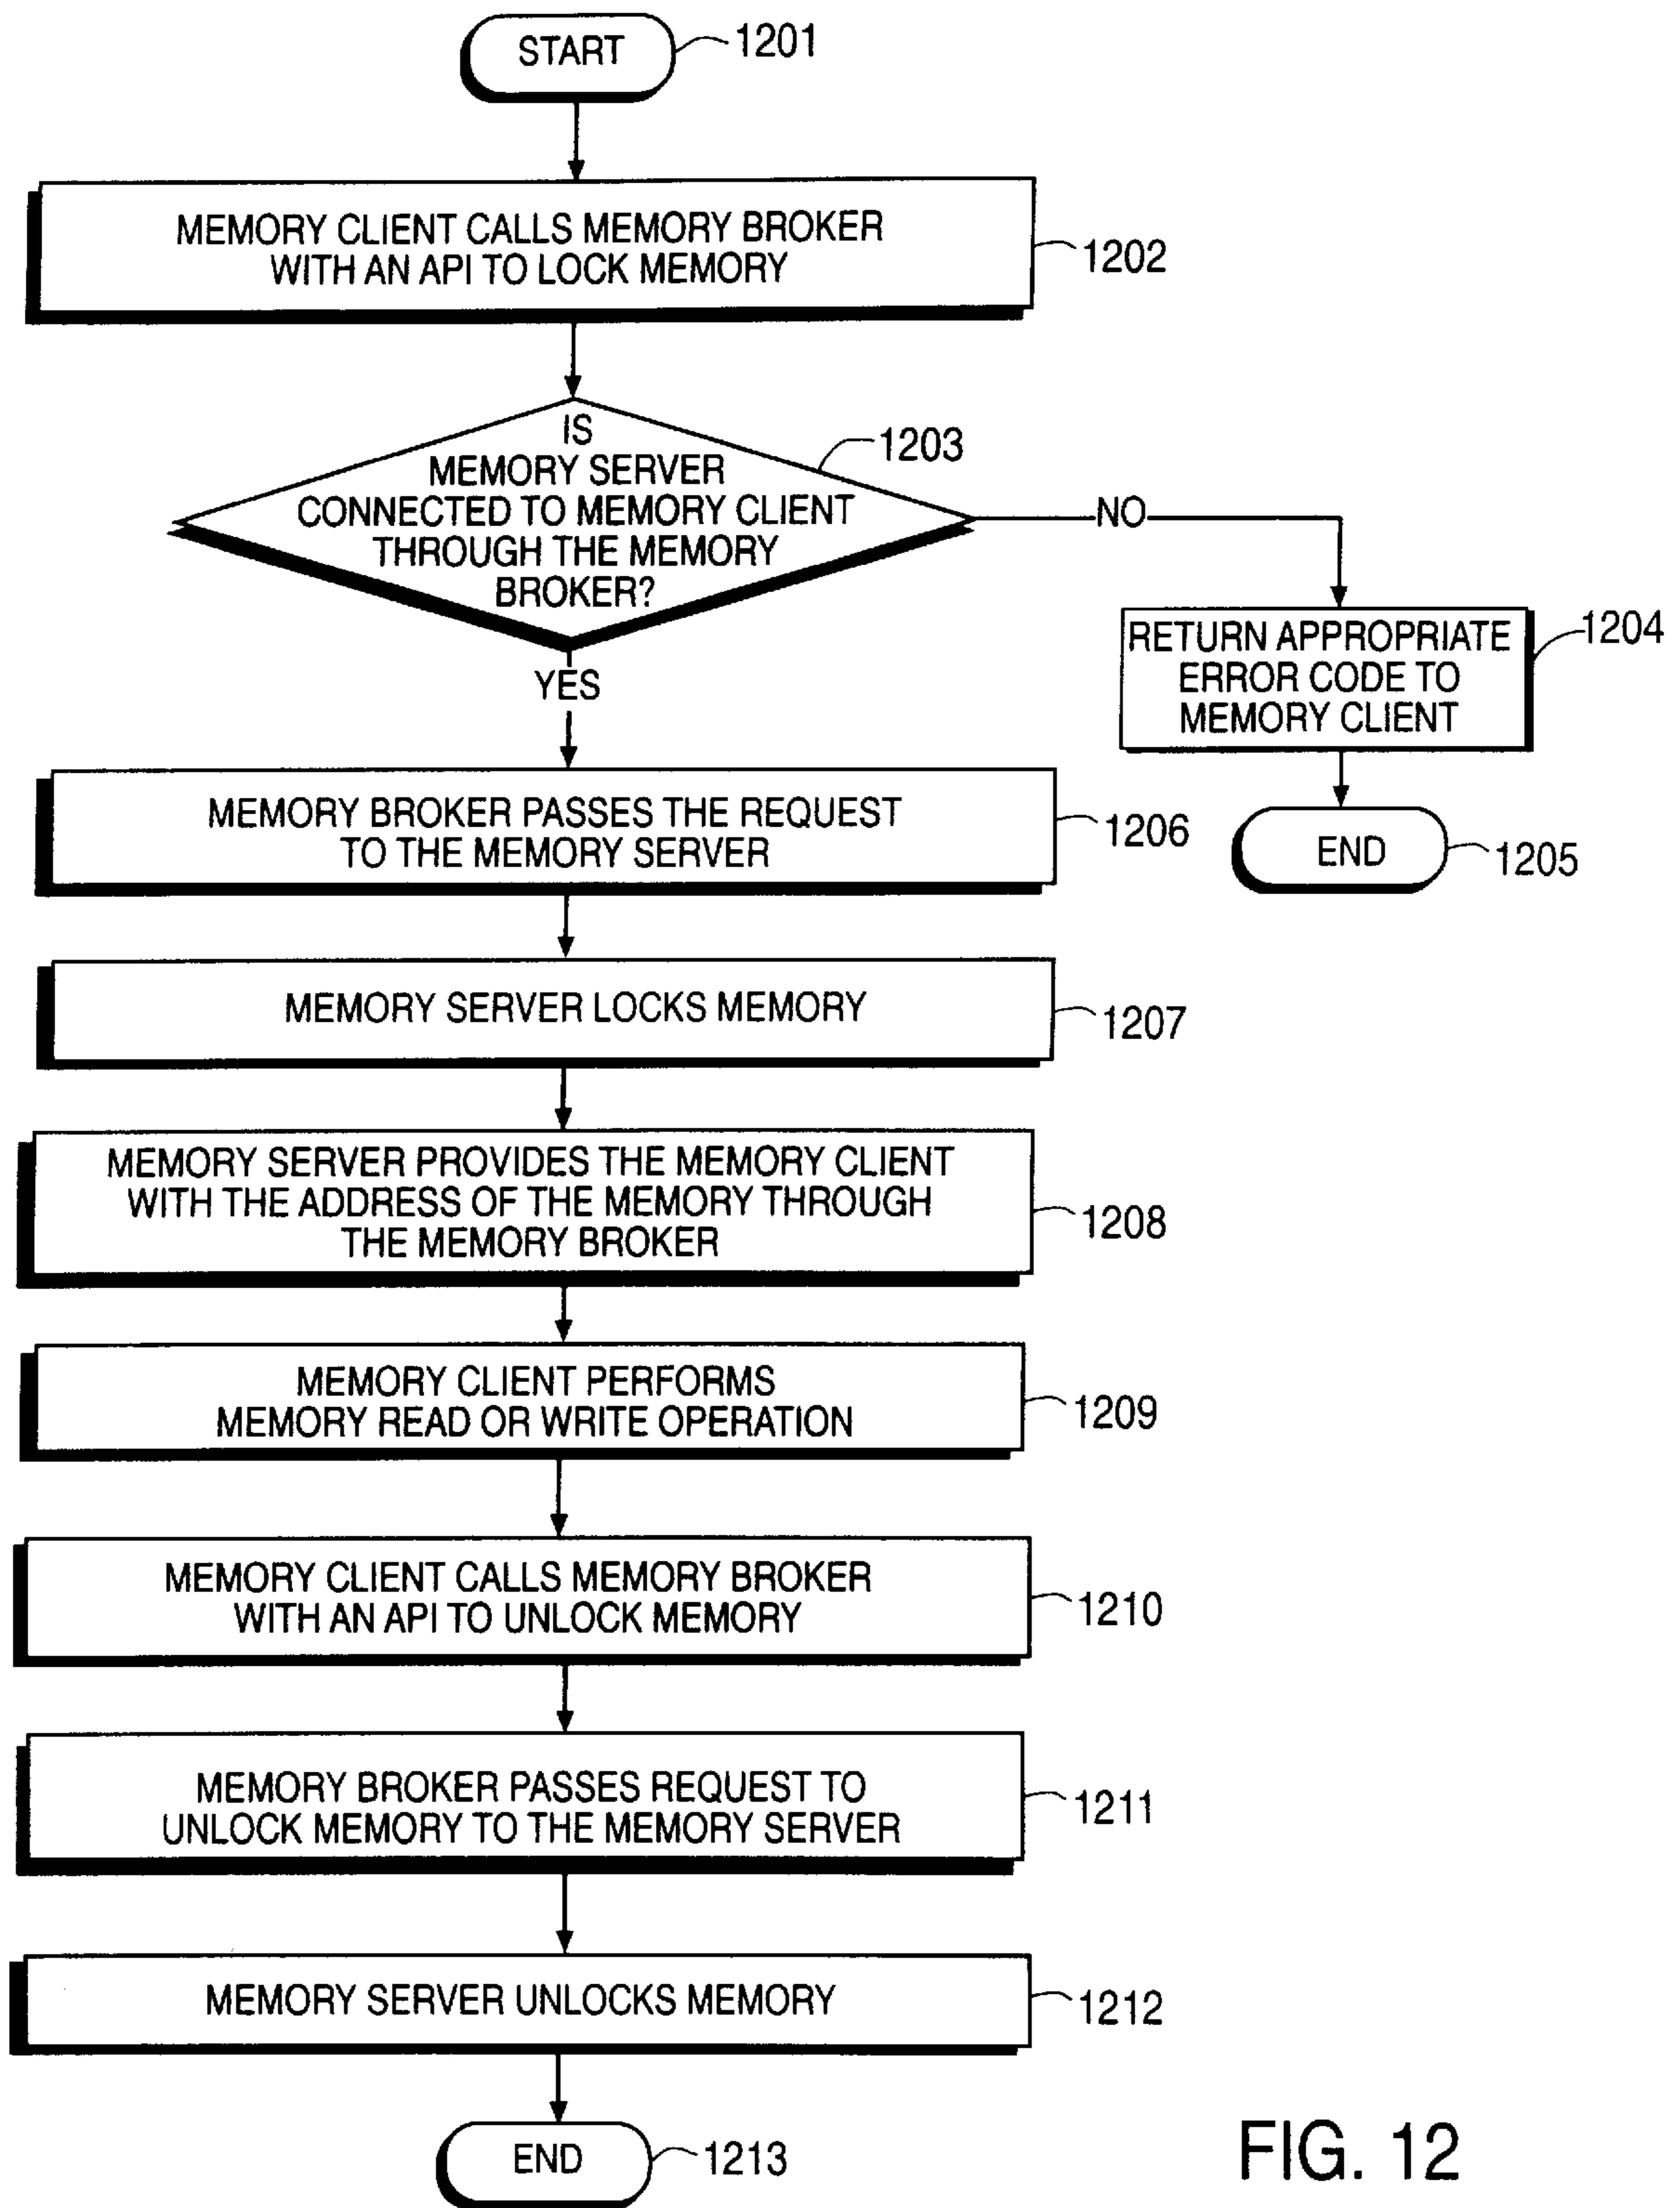 START
1201
MEMORY CLIENT CALLS MEMORY BROKER
WITH AN API TO LOCK MEMORY
1202
IS
MEMORY SERVER
CONNECTED TO MEMORY CLIENT
THROUGH THE MEMORY
BROKER?
1203
NO
YES
RETURN APPROPRIATE
ERROR CODE TO
MEMORY CLIENT
1204
END
1205
MEMORY BROKER PASSES THE REQUEST
TO THE MEMORY SERVER
1206
MEMORY SERVER LOCKS MEMORY
1207
MEMORY SERVER PROVIDES THE MEMORY CLIENT
WITH THE ADDRESS OF THE MEMORY THROUGH
THE MEMORY BROKER
1208
MEMORY CLIENT PERFORMS
MEMORY READ OR WRITE OPERATION
1209
MEMORY CLIENT CALLS MEMORY BROKER
WITH AN API TO UNLOCK MEMORY
1210
MEMORY BROKER PASSES REQUEST TO
UNLOCK MEMORY TO THE MEMORY SERVER
1211
MEMORY SERVER UNLOCKS MEMORY
1212
END
1213
FIG. 12